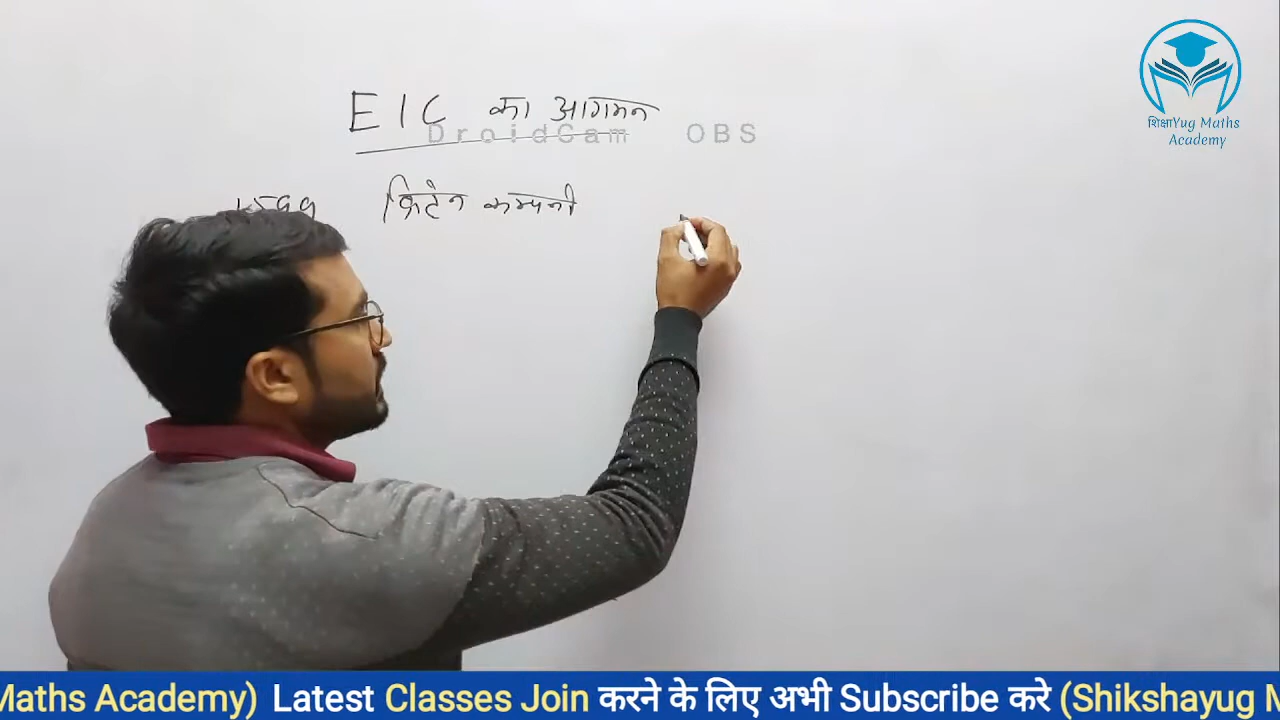 EIC का आगमन
DroidCam OBS
1599 ब्रिटेन कम्पनी
शिक्षाYug Maths
Academy
Maths Academy) Latest Classes Join करने के लिए अभी Subscribe करे (Shikshayug M